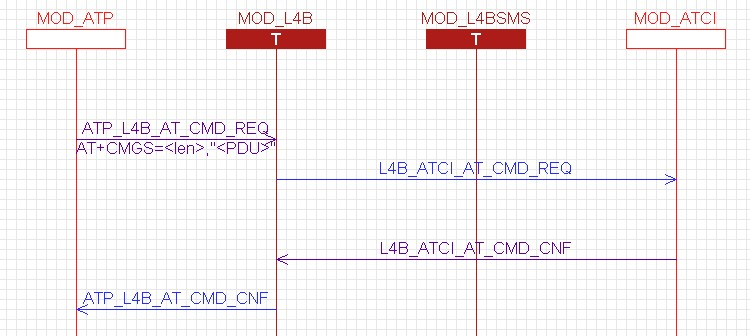 MOD_ATP MOD_L4B MOD_L4BSMS MOD_ATCI
T T
ATP_L4B_AT_CMD_REQ
AT+CMGS=<len>,"<PDU>"
L4B_ATCI_AT_CMD_REQ
L4B_ATCI_AT_CMD_CNF
ATP_L4B_AT_CMD_CNF